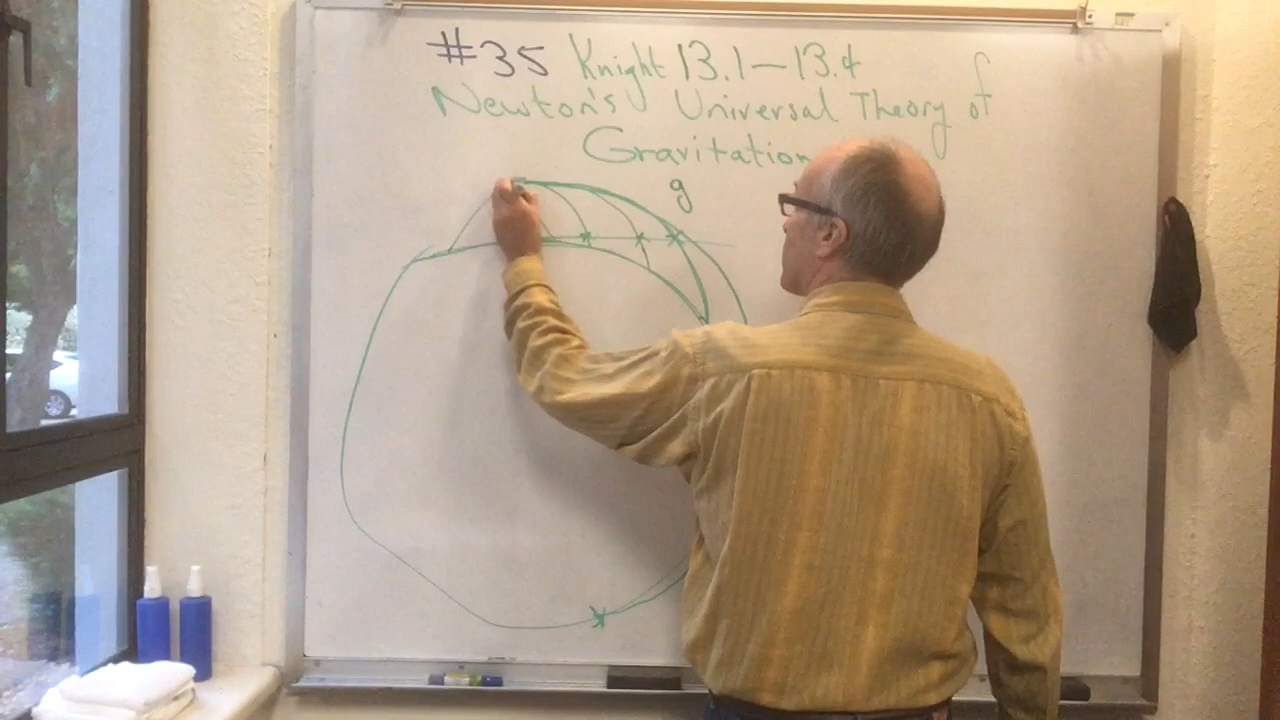 #35 Knight 13.1—13.4
Newton's Universal Theory of
Gravitation
g